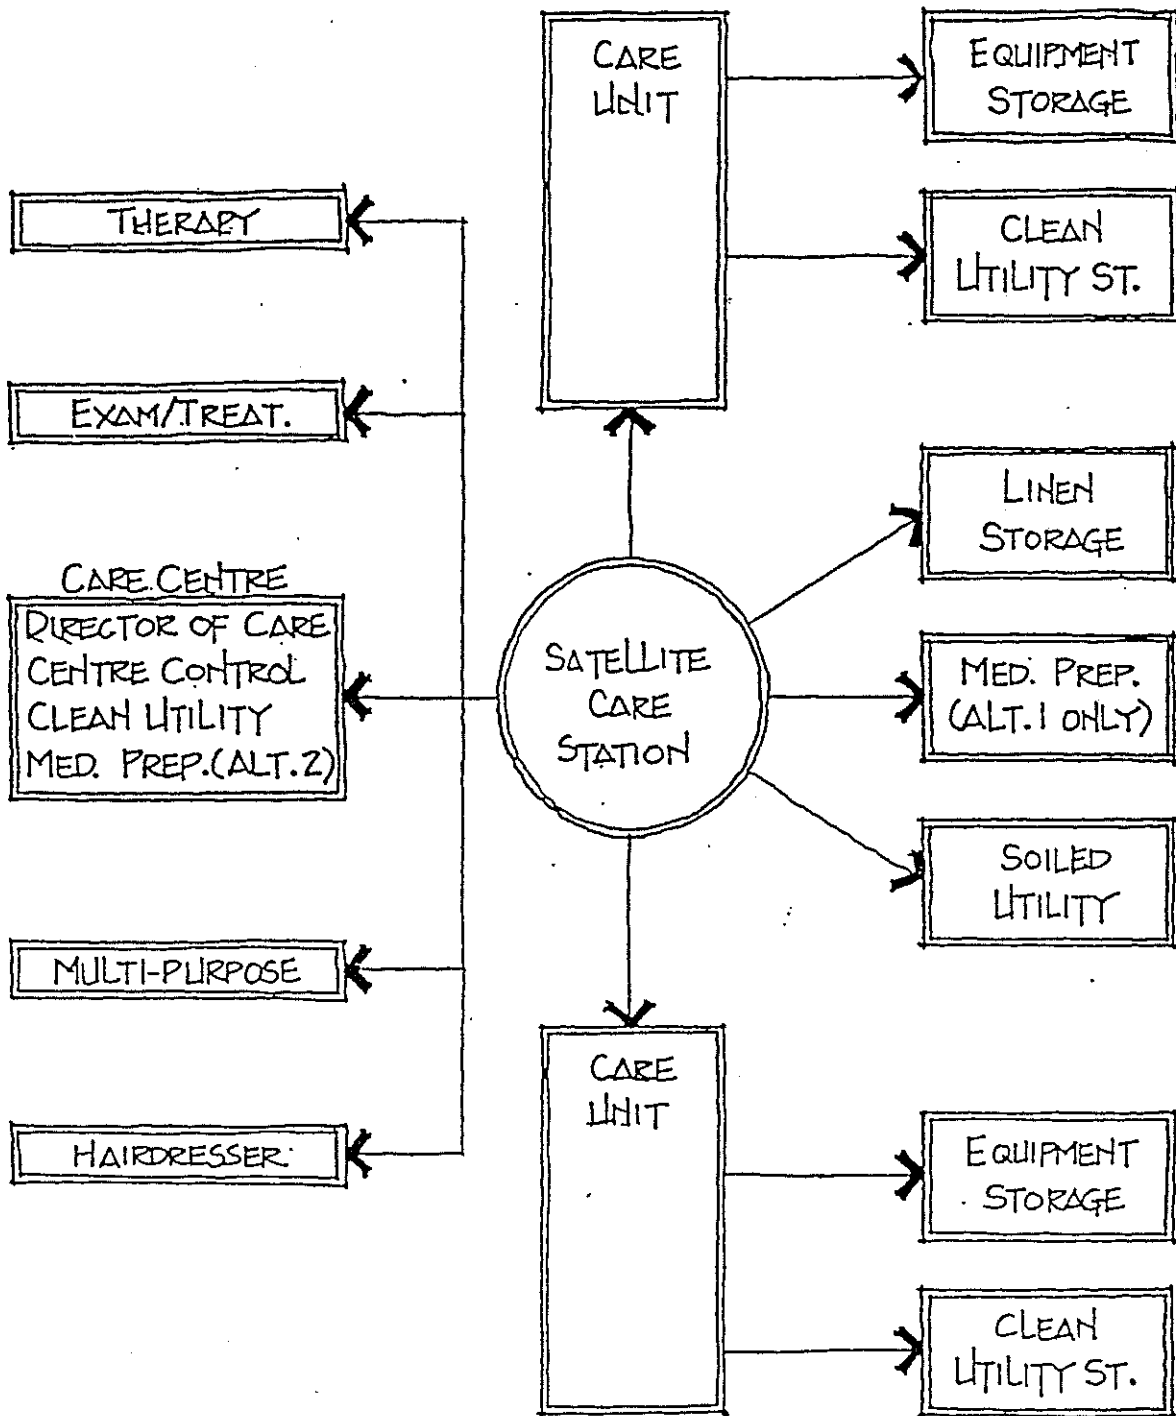 CARE
UNIT
EQUIPMENT
STORAGE
CLEAN
UTILITY ST.
THERAPY
EXAM/TREAT.
CARE CENTRE
DIRECTOR OF CARE
CENTRE CONTROL
CLEAN UTILITY
MED. PREP. (ALT. 2)
MULTI-PURPOSE
HAIRDRESSER
SATELLITE
CARE
STATION
LINEN
STORAGE
MED. PREP.
(ALT. 1 ONLY)
SOILED
UTILITY
CARE
UNIT
EQUIPMENT
STORAGE
CLEAN
UTILITY ST.